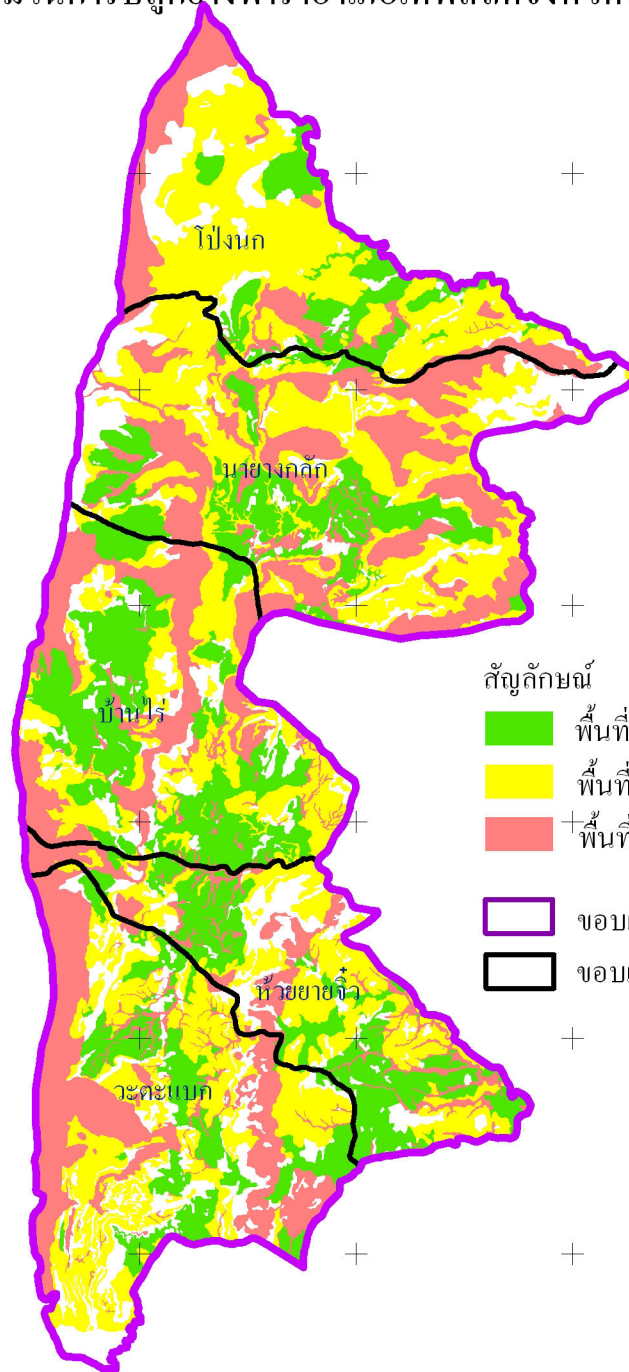 โป่งนก
นายางกลัก
สัญลักษณ์
บ้านไร่
พื้นที่
พื้นที่
พื้นที่
ขอบ
ห้วยยายจิ๋ว
ขอบ
วะตะแบก